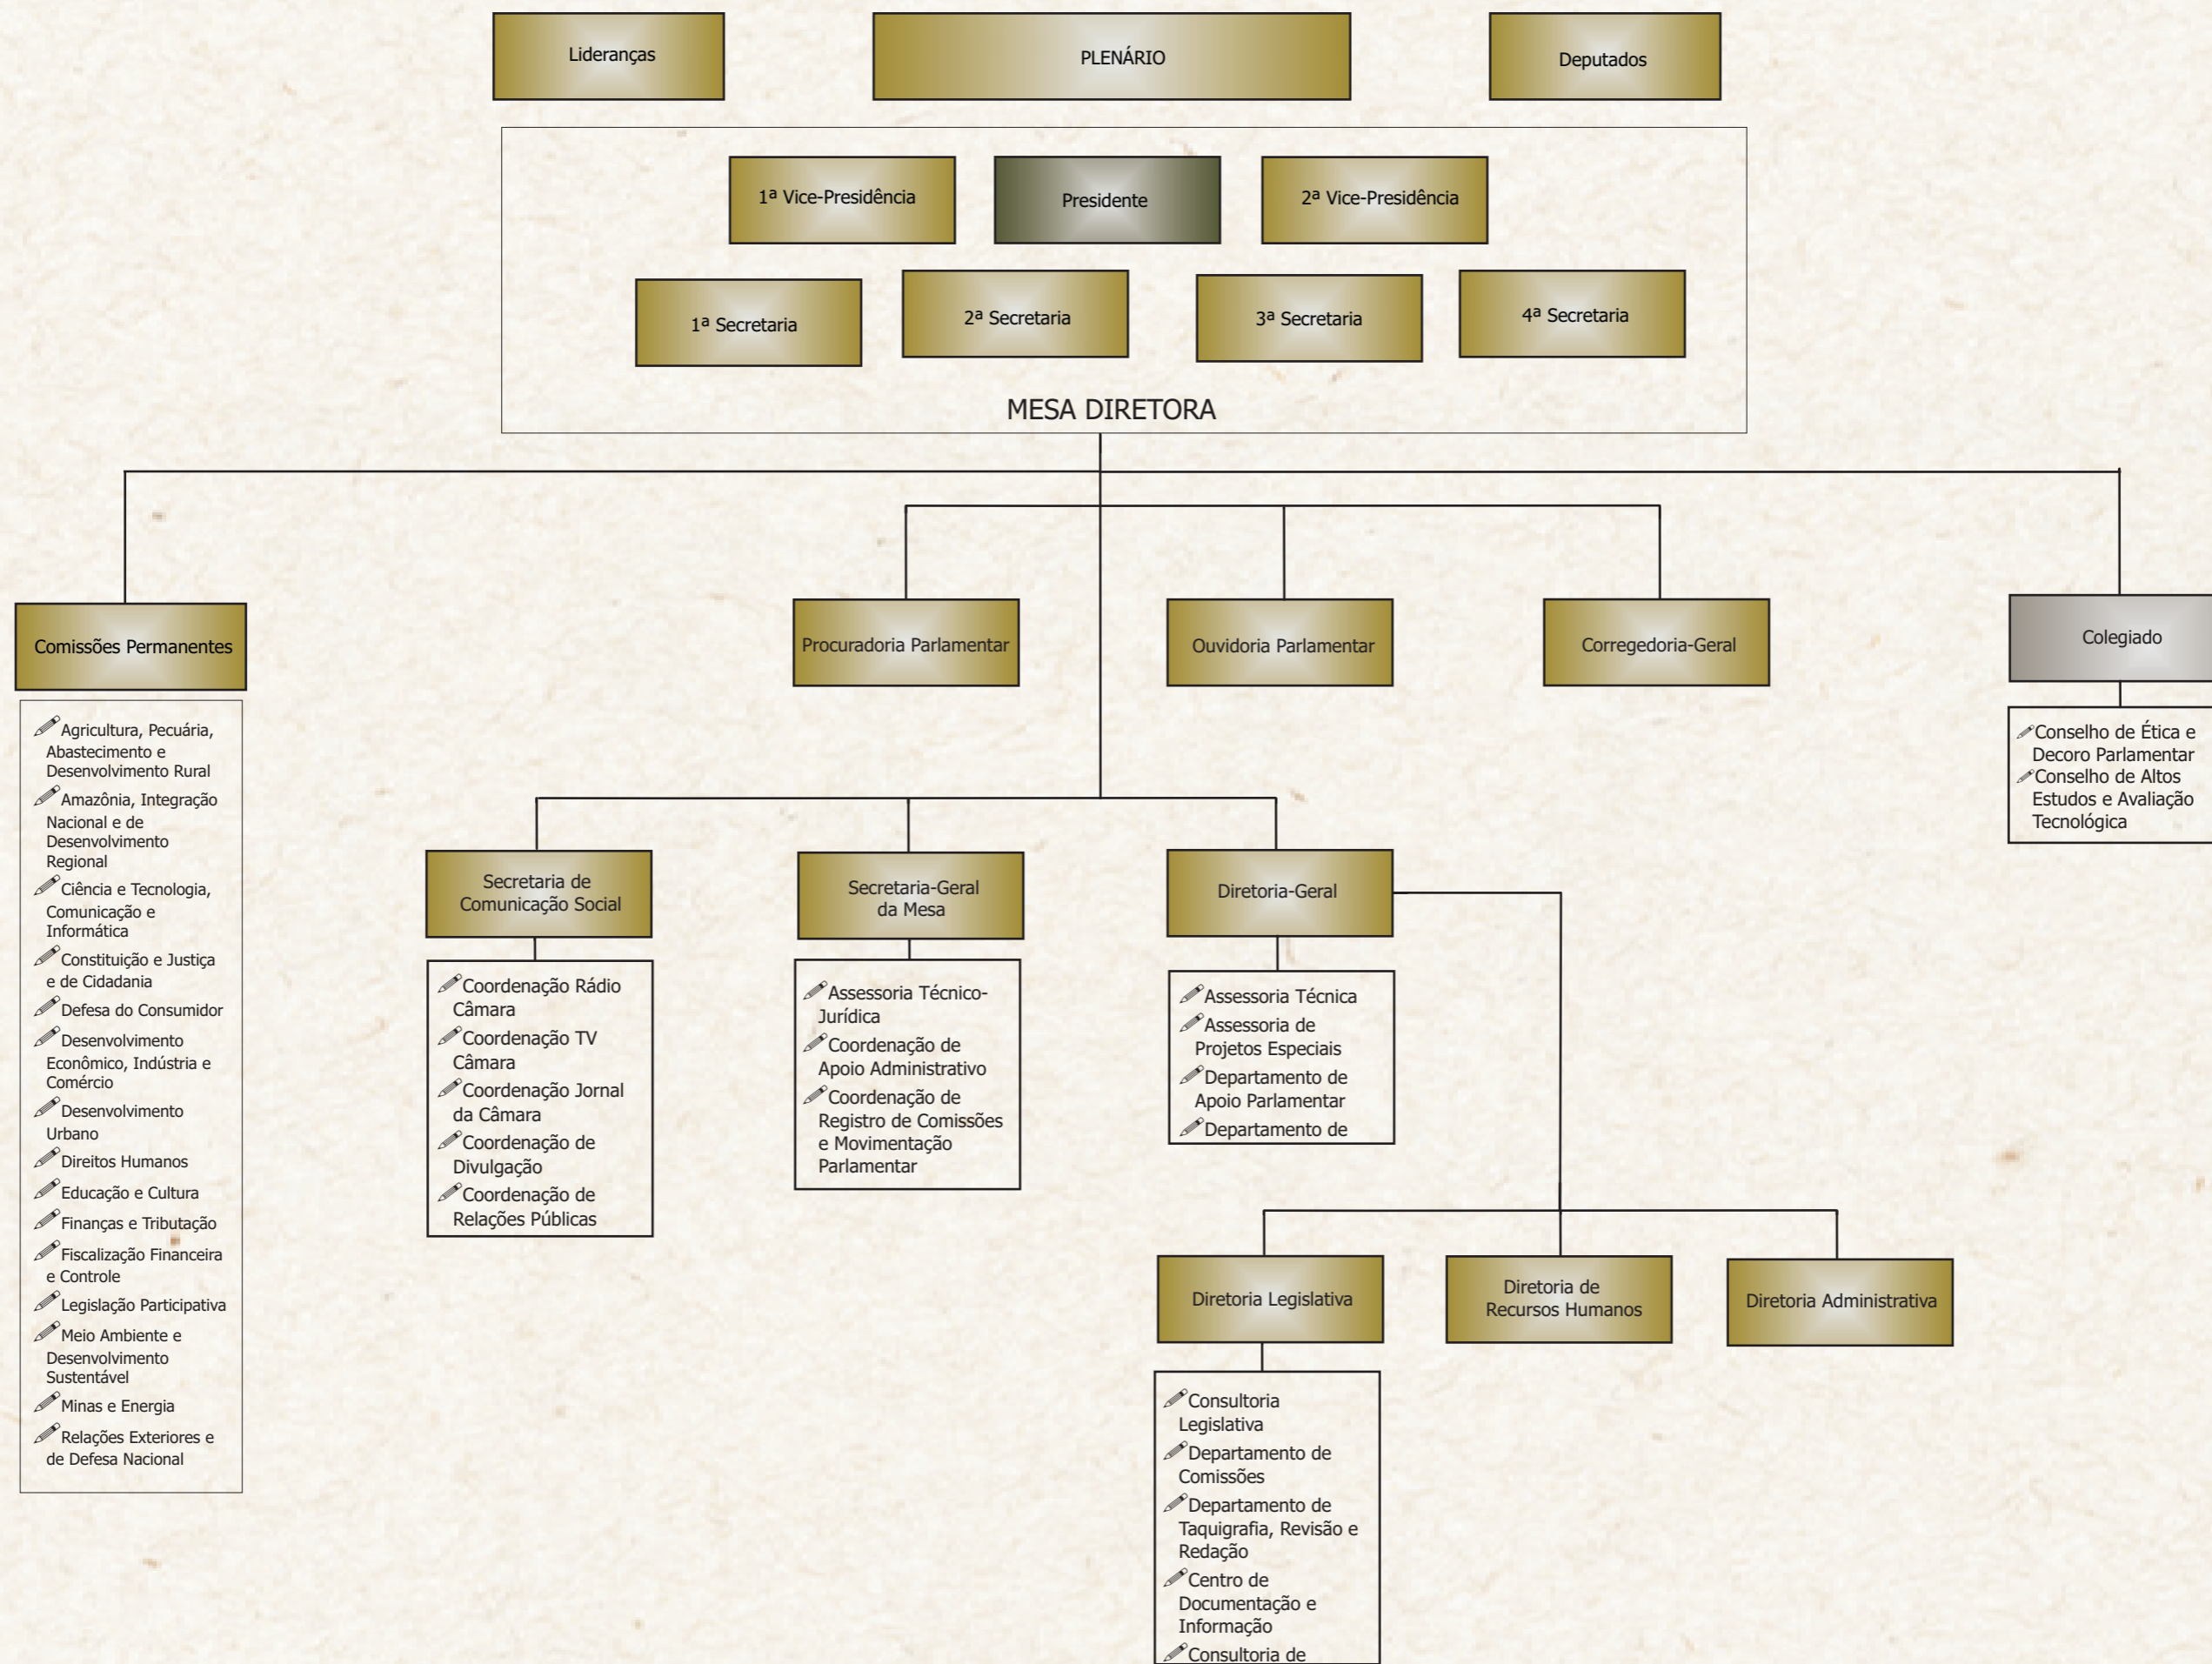 Lideranças
PLENÁRIO
Deputados
1ª Vice-Presidência
Presidente
2ª Vice-Presidência
1ª Secretaria
2ª Secretaria
3ª Secretaria
4ª Secretaria
MESA DIRETORA
Comissões Permanentes
Procuradoria Parlamentar
Ouvidoria Parlamentar
Corregedoria-Geral
Colegiado
Agricultura, Pecuária,
Abastecimento e
Desenvolvimento Rural
Amazônia, Integração
Nacional e de
Desenvolvimento
Regional
Ciência e Tecnologia,
Comunicação e
Informática
Constituição e Justiça
e de Cidadania
Defesa do Consumidor
Desenvolvimento
Econômico, Indústria e
Comércio
Desenvolvimento
Urbano
Direitos Humanos
Educação e Cultura
Finanças e Tributação
Fiscalização Financeira
e Controle
Legislação Participativa
Meio Ambiente e
Desenvolvimento
Sustentável
Minas e Energia
Relações Exteriores e
de Defesa Nacional
Conselho de Ética e
Decoro Parlamentar
Conselho de Altos
Estudos e Avaliação
Tecnológica
Secretaria de
Comunicação Social
Coordenação Rádio
Câmara
Coordenação TV
Câmara
Coordenação Jornal
da Câmara
Coordenação de
Divulgação
Coordenação de
Relações Públicas
Secretaria-Geral
da Mesa
Assessoria Técnico-
Jurídica
Coordenação de
Apoio Administrativo
Coordenação de
Registro de Comissões
e Movimentação
Parlamentar
Diretoria-Geral
Assessoria Técnica
Assessoria de
Projetos Especiais
Departamento de
Apoio Parlamentar
Departamento de
Diretoria Legislativa
Diretoria de
Recursos Humanos
Diretoria Administrativa
Consultoria
Legislativa
Departamento de
Comissões
Departamento de
Taquigrafia, Revisão e
Redação
Centro de
Documentação e
Informação
Consultoria de